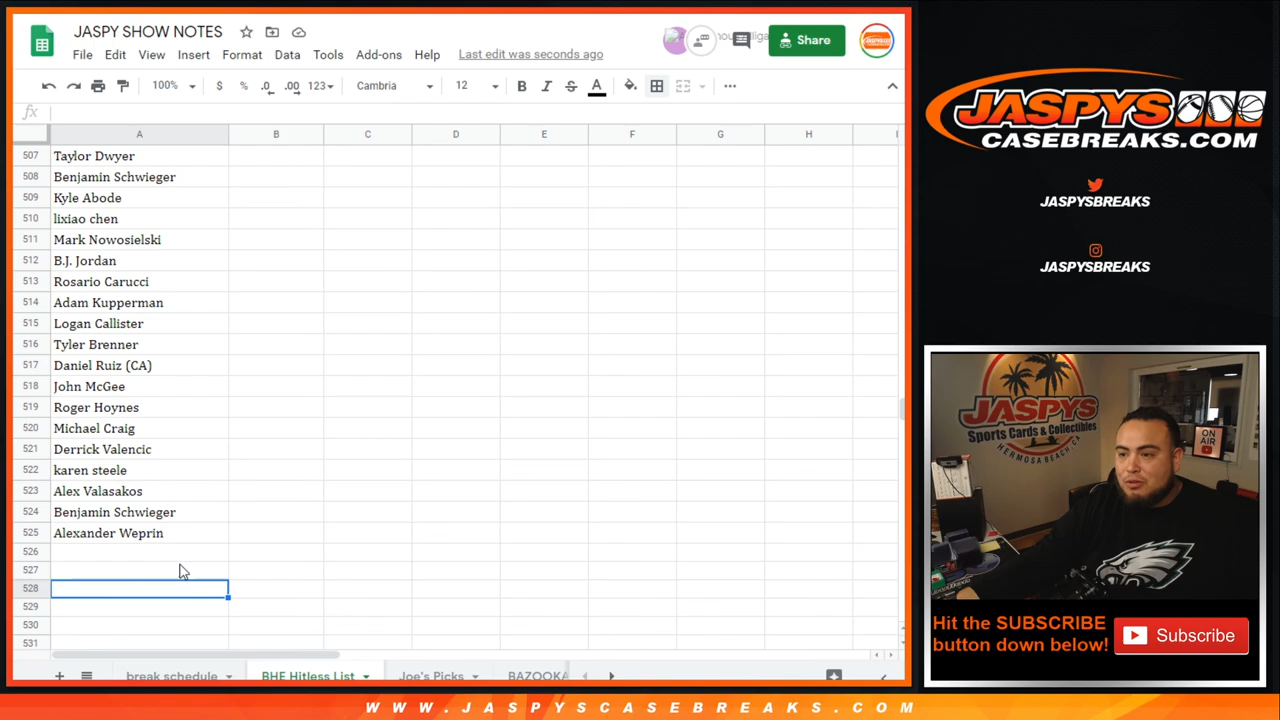 JASPY SHOW NOTES
File Edit View Insert Format Data Tools Add-ons Help Last edit was seconds ago
Share
100% $ % .0 .00 123 Cambria 12 B I S A
fx
A B C D E F G H I
507 Taylor Dwyer
508 Benjamin Schwieger
509 Kyle Abode
510 lixiao chen
511 Mark Nowosielski
512 B.J. Jordan
513 Rosario Carucci
514 Adam Kupperman
515 Logan Callister
516 Tyler Brenner
517 Daniel Ruiz (CA)
518 John McGee
519 Roger Hoynes
520 Michael Craig
521 Derrick Valencic
522 karen steele
523 Alex Valasakos
524 Benjamin Schwieger
525 Alexander Weprin
526
527
528
529
530
531
break schedule BHE Hitless List Joe's Picks BAZOOKA
JASPYS
CASEBREAKS.COM
JASPYSBREAKS
JASPYSBREAKS
JASPYS
Sports Cards & Collectibles
HERMOSA BEACH, CA
ON
AIR
Hit the SUBSCRIBE
button down below!
Subscribe
WWW.JASPYSCASEBREAKS.COM